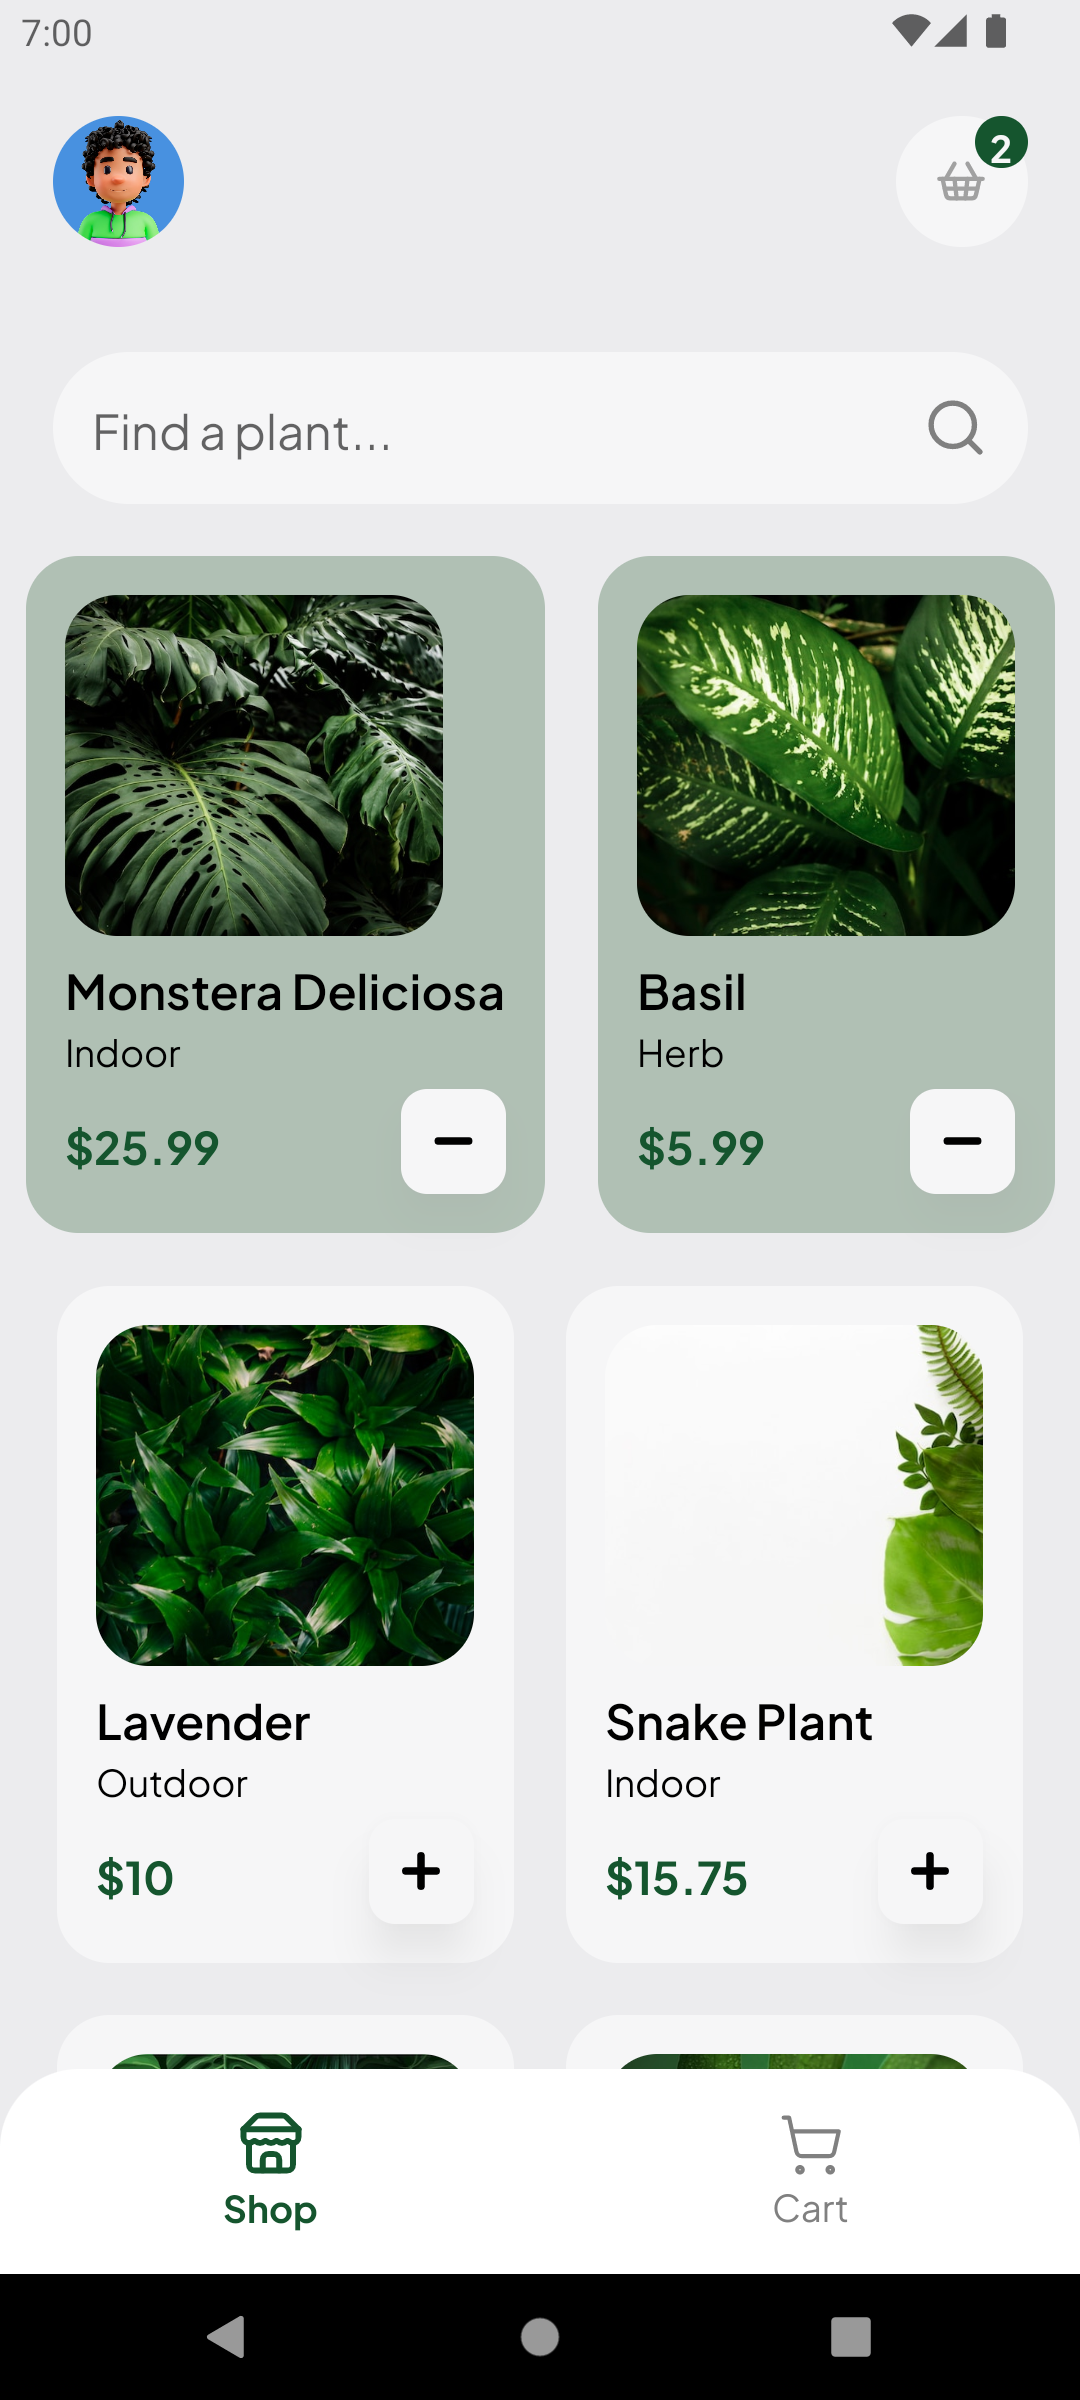 7:00
2
Find a plant...
Monstera Deliciosa
Indoor
$25.99
Basil
Herb
$5.99
Lavender
Outdoor
$10
Snake Plant
Indoor
$15.75
Shop
Cart